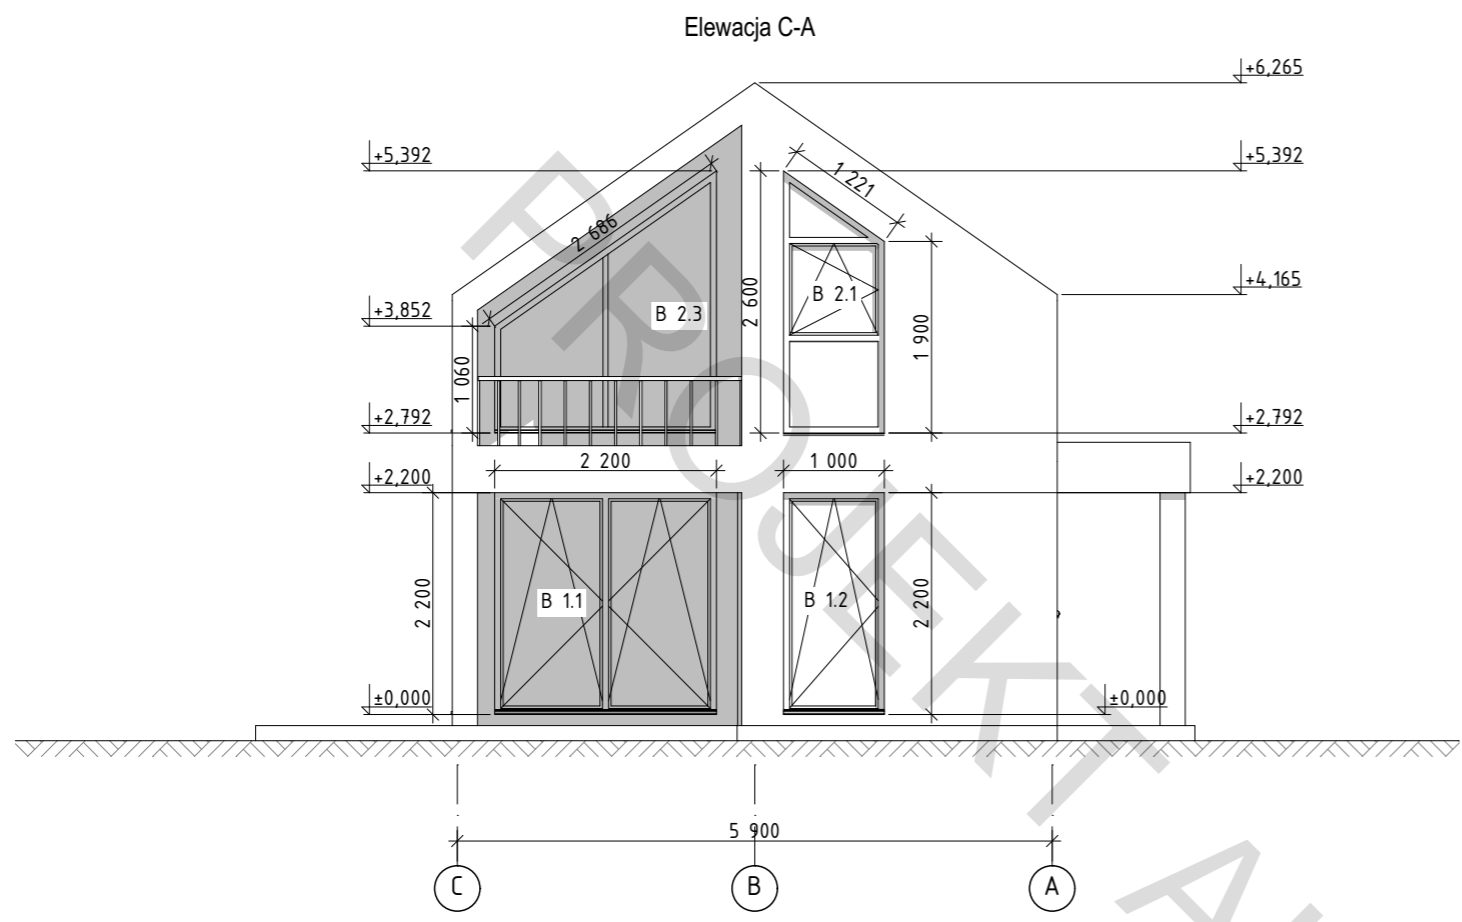 Elewacja C-A
+6,265
+5,392
+5,392
1 221
2 686
+4,165
+3,852
B 2.3
2 600
B 2.1
1 900
1 060
+2,792
+2,792
2 200
1 000
+2,200
+2,200
2 200
B 1.1
B 1.2
2 200
±0,000
±0,000
5 900
C
B
A
PROJEKT